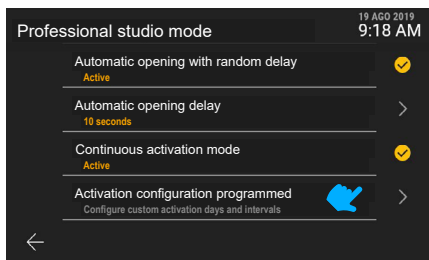 19 AGO 2019
Professional studio mode
9:18 AM
Automatic opening with random delay
Active
Automatic opening delay
10 seconds
Continuous activation mode
Active
Activation configuration programmed
Configure custom activation days and intervals